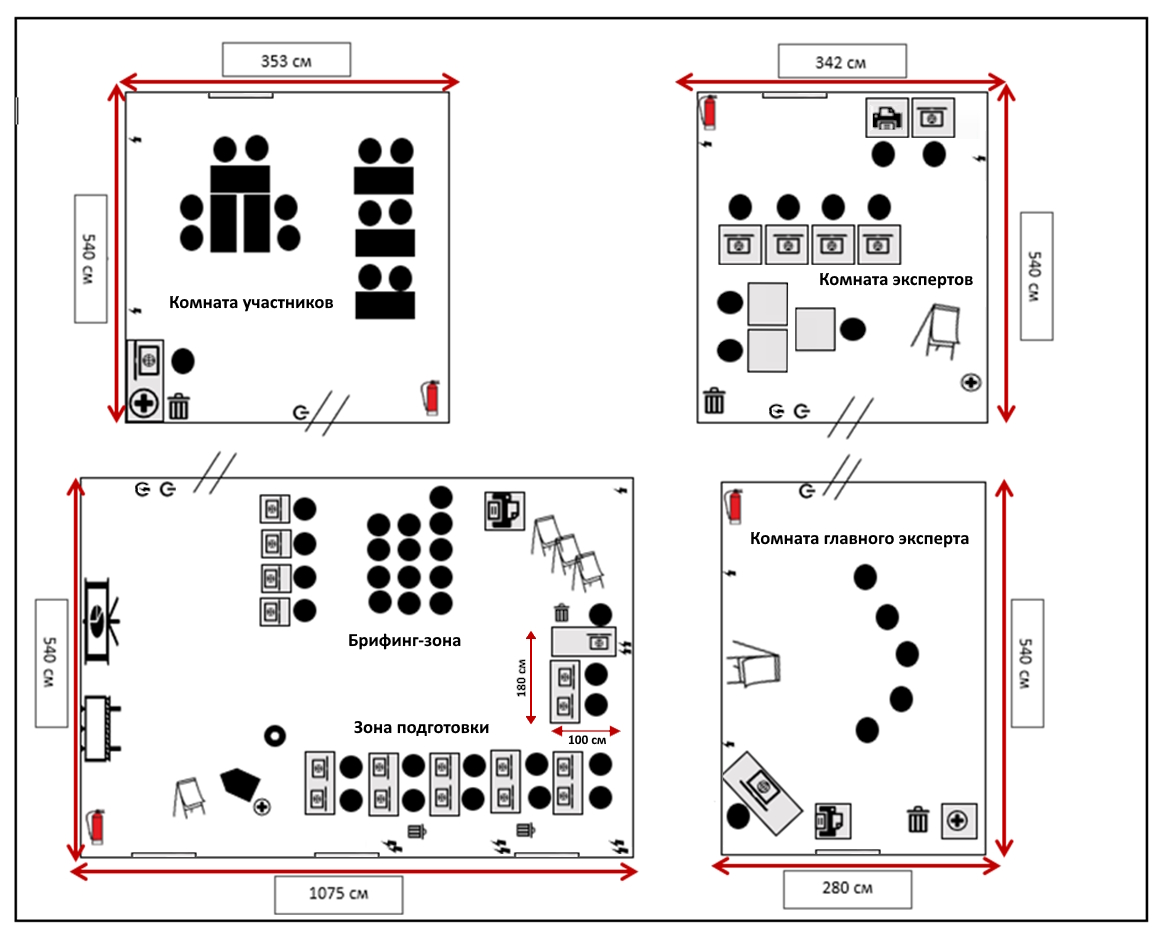 353 см
342 см
540 см
540 см
Комната экспертов
Комната участников
Комната главного эксперта
540 см
540 см
Брифинг-зона
180 см
Зона подготовки
100 см
1075 см
280 см